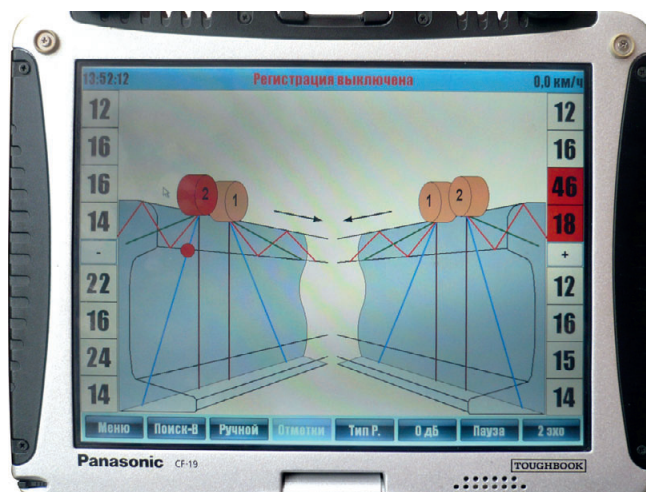 13:52:12 Регистрация выключена 0,0 км/ч
12 12
16 16
16 2 1 1 2 46
14 18
- +
22 12
16 16
24 15
14 14
Меню Поиск-В Ручной Отметки Тип Р. 0 дБ Пауза 2 эхо
Panasonic CF-19 TOUGHBOOK